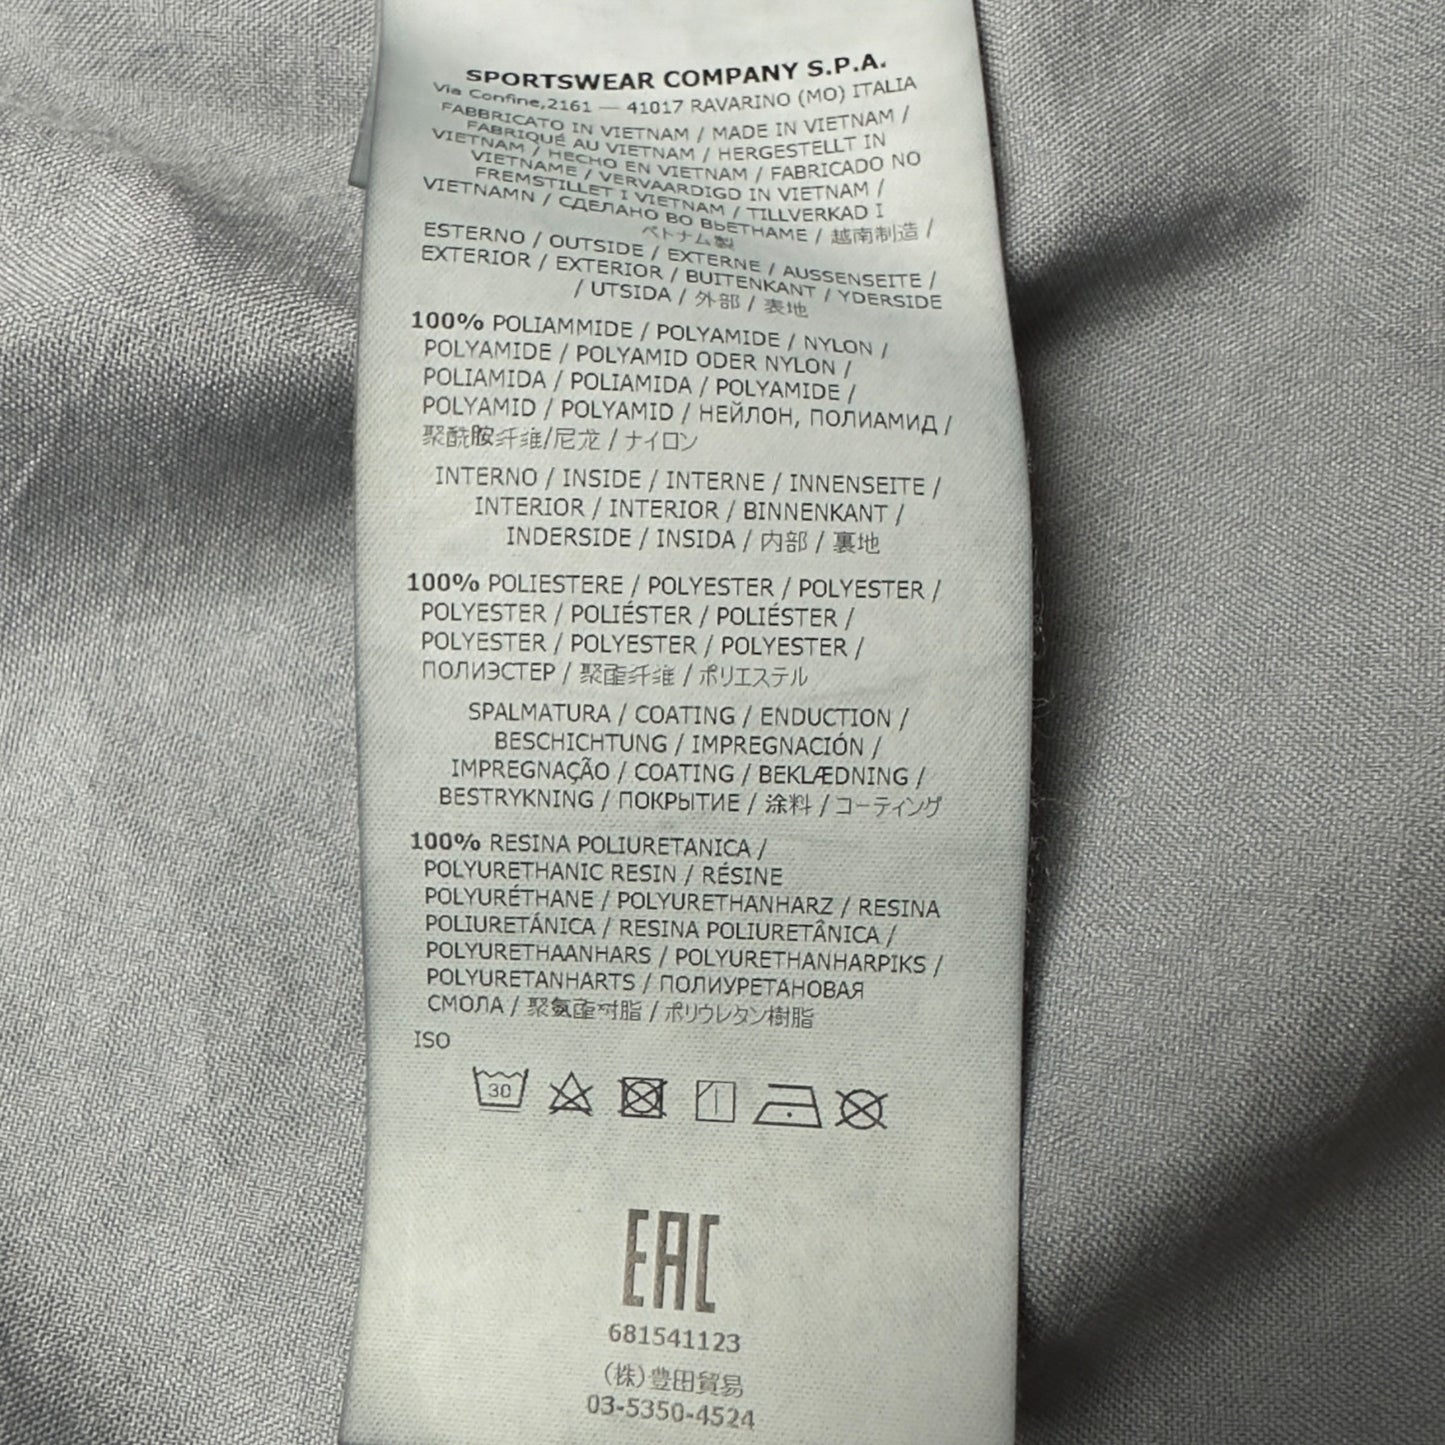 SPORTSWEAR COMPANY S.P.A.
Via Confine,2161 — 41017 RAVARINO (MO) ITALIA
FABBRICATO IN VIETNAM / MADE IN VIETNAM /
FABRIQUÉ AU VIETNAM / HERGESTELLT IN
VIETNAM / HECHO EN VIETNAM / FABRICADO NO
VIETNAME / VERVAARDIGD IN VIETNAM /
FREMSTILLET I VIETNAM / TILLVERKAD I
VIETNAMN / СДЕЛАНО ВО ВЬЕТНАМЕ / 越南制造 /
ベトナム製
ESTERNO / OUTSIDE / EXTERNE / AUSSENSEITE /
EXTERIOR / EXTERIOR / BUITENKANT / YDERSIDE
/ UTSIDA / 外部 / 表地
100% POLIAMMIDE / POLYAMIDE / NYLON /
POLYAMIDE / POLYAMID ODER NYLON /
POLIAMIDA / POLIAMIDA / POLYAMIDE /
POLYAMID / POLYAMID / НЕЙЛОН, ПОЛИАМИД /
聚酰胺纤维/尼龙 / ナイロン
INTERNO / INSIDE / INTERNE / INNENSEITE /
INTERIOR / INTERIOR / BINNENKANT /
INDERSIDE / INSIDA / 内部 / 裏地
100% POLIESTERE / POLYESTER / POLYESTER /
POLYESTER / POLIÉSTER / POLIÉSTER /
POLYESTER / POLYESTER / POLYESTER /
ПОЛИЭСТЕР / 聚酯纤维 / ポリエステル
SPALMATURA / COATING / ENDUCTION /
BESCHICHTUNG / IMPREGNACIÓN /
IMPREGNAÇÃO / COATING / BEKLÆDNING /
BESTRYKNING / ПОКРЫТИЕ / 涂料 / コーティング
100% RESINA POLIURETANICA /
POLYURETHANIC RESIN / RÉSINE
POLYURÉTHANE / POLYURETHANHARZ / RESINA
POLIURETÁNICA / RESINA POLIURETÂNICA /
POLYURETHAANHARS / POLYURETHANHARPIKS /
POLYURETANHARTS / ПОЛИУРЕТАНОВАЯ
СМОЛА / 聚氨酯树脂 / ポリウレタン樹脂
ISO
30
EAC
681541123
(株)豊田貿易
03-5350-4524